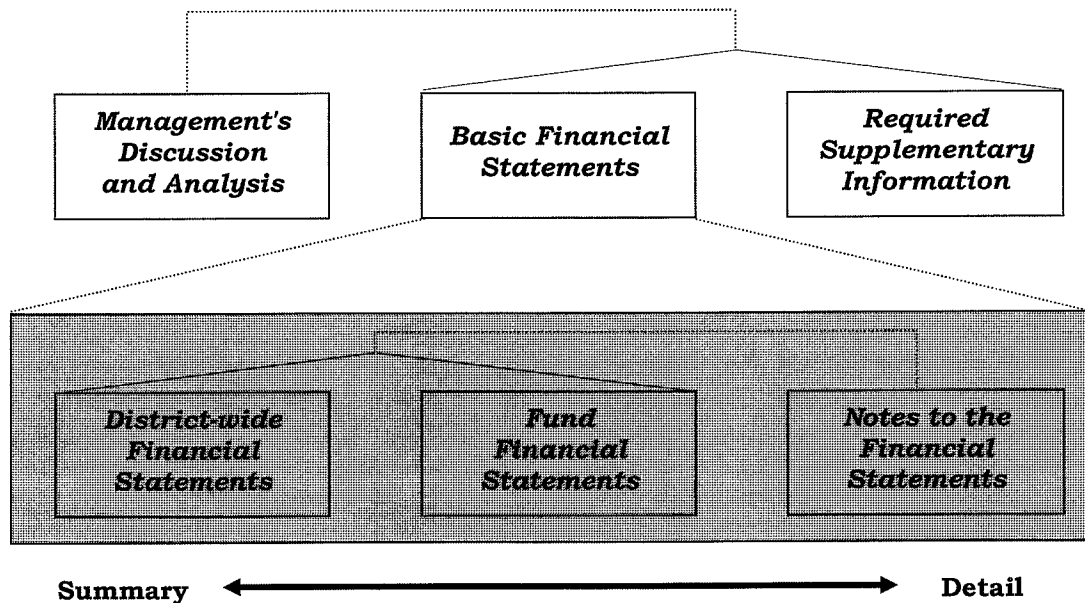 Management's
Discussion
and Analysis
Basic Financial
Statements
Required
Supplementary
Information
District-wide
Financial
Statements
Fund
Financial
Statements
Notes to the
Financial
Statements
Summary
Detail